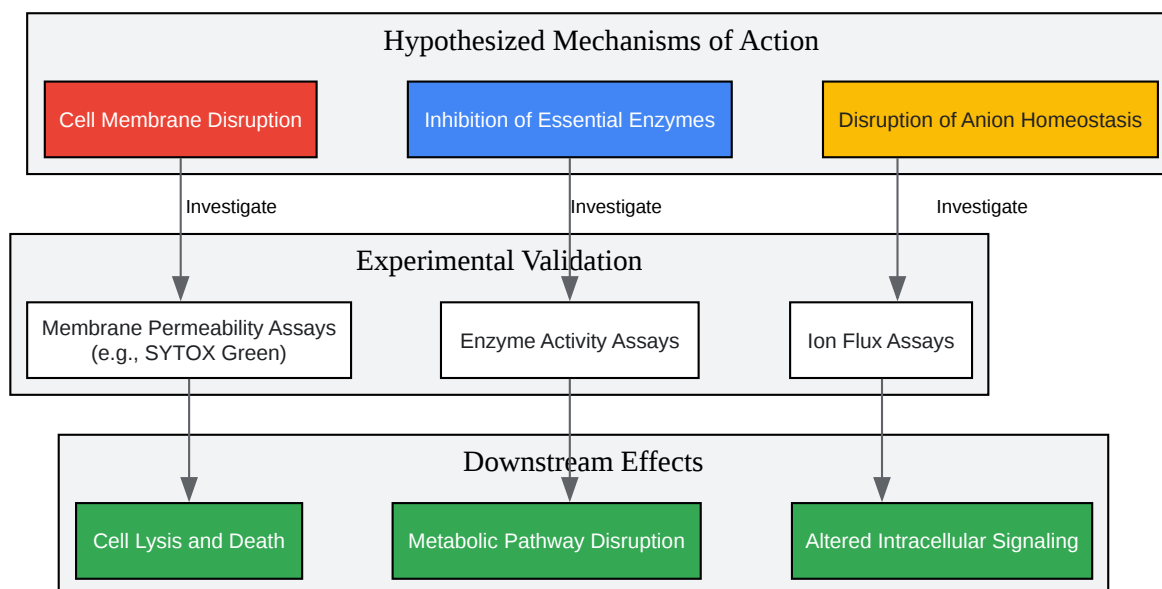 Hypothesized Mechanisms of Action
Cell Membrane Disruption
Inhibition of Essential Enzymes
Disruption of Anion Homeostasis
Investigate
Investigate
Investigate
Experimental Validation
Membrane Permeability Assays
(e.g., SYTOX Green)
Enzyme Activity Assays
Ion Flux Assays
Downstream Effects
Cell Lysis and Death
Metabolic Pathway Disruption
Altered Intracellular Signaling